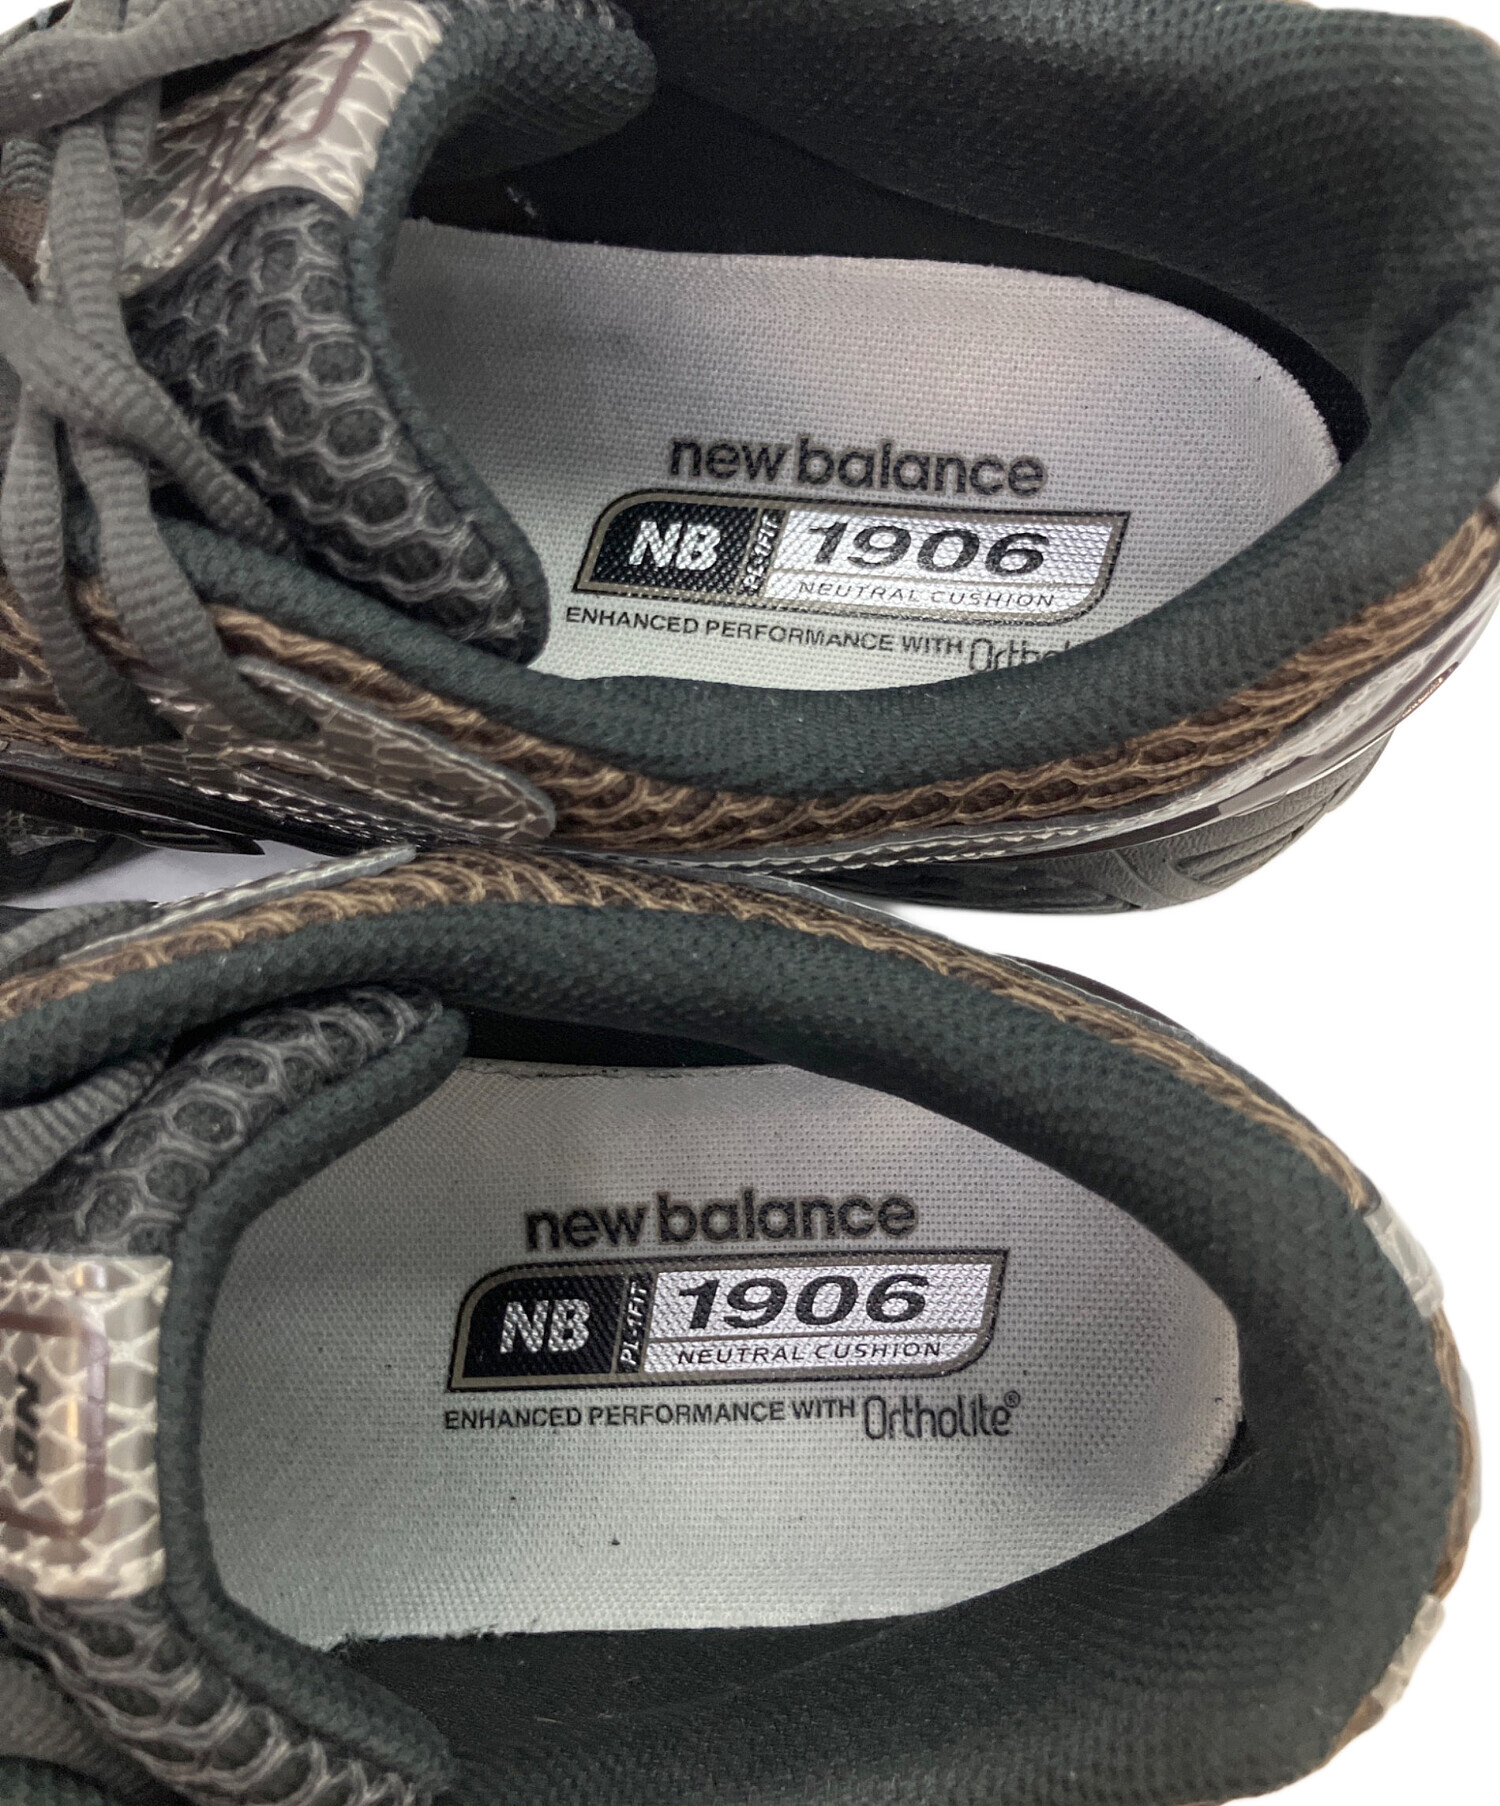 new balance
NB PL-1FIT 1906
NEUTRAL CUSHION
ENHANCED PERFORMANCE WITH Ortho
new balance
NB PL-1FIT 1906
NEUTRAL CUSHION
ENHANCED PERFORMANCE WITH OrthoLite®
NB